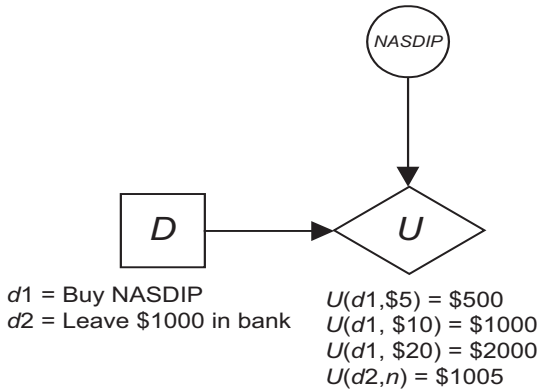 NASDIP
D
U
d1 = Buy NASDIP
d2 = Leave $1000 in bank
U(d1,$5) = $500
U(d1, $10) = $1000
U(d1, $20) = $2000
U(d2,n) = $1005